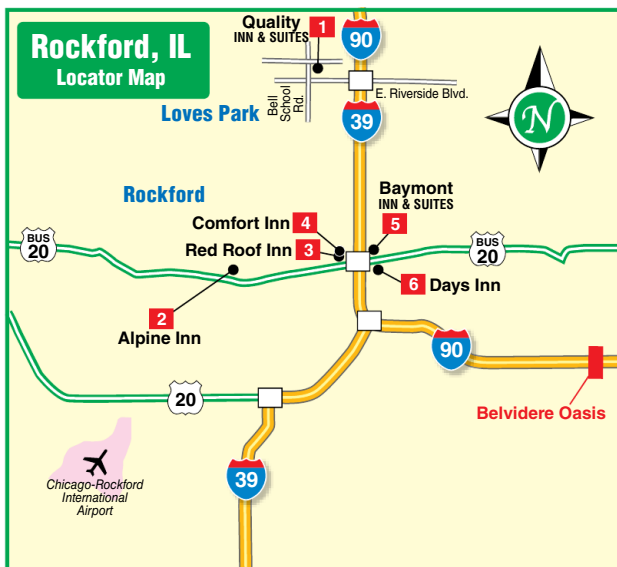 Rockford, IL
Locator Map
Quality
INN & SUITES
1
90
E. Riverside Blvd.
Bell
School
Rd.
Loves Park
39
N
Rockford
Baymont
INN & SUITES
5
Comfort Inn 4
Red Roof Inn 3
BUS
20
BUS
20
6 Days Inn
2
Alpine Inn
90
20
Belvidere Oasis
39
Chicago-Rockford
International
Airport